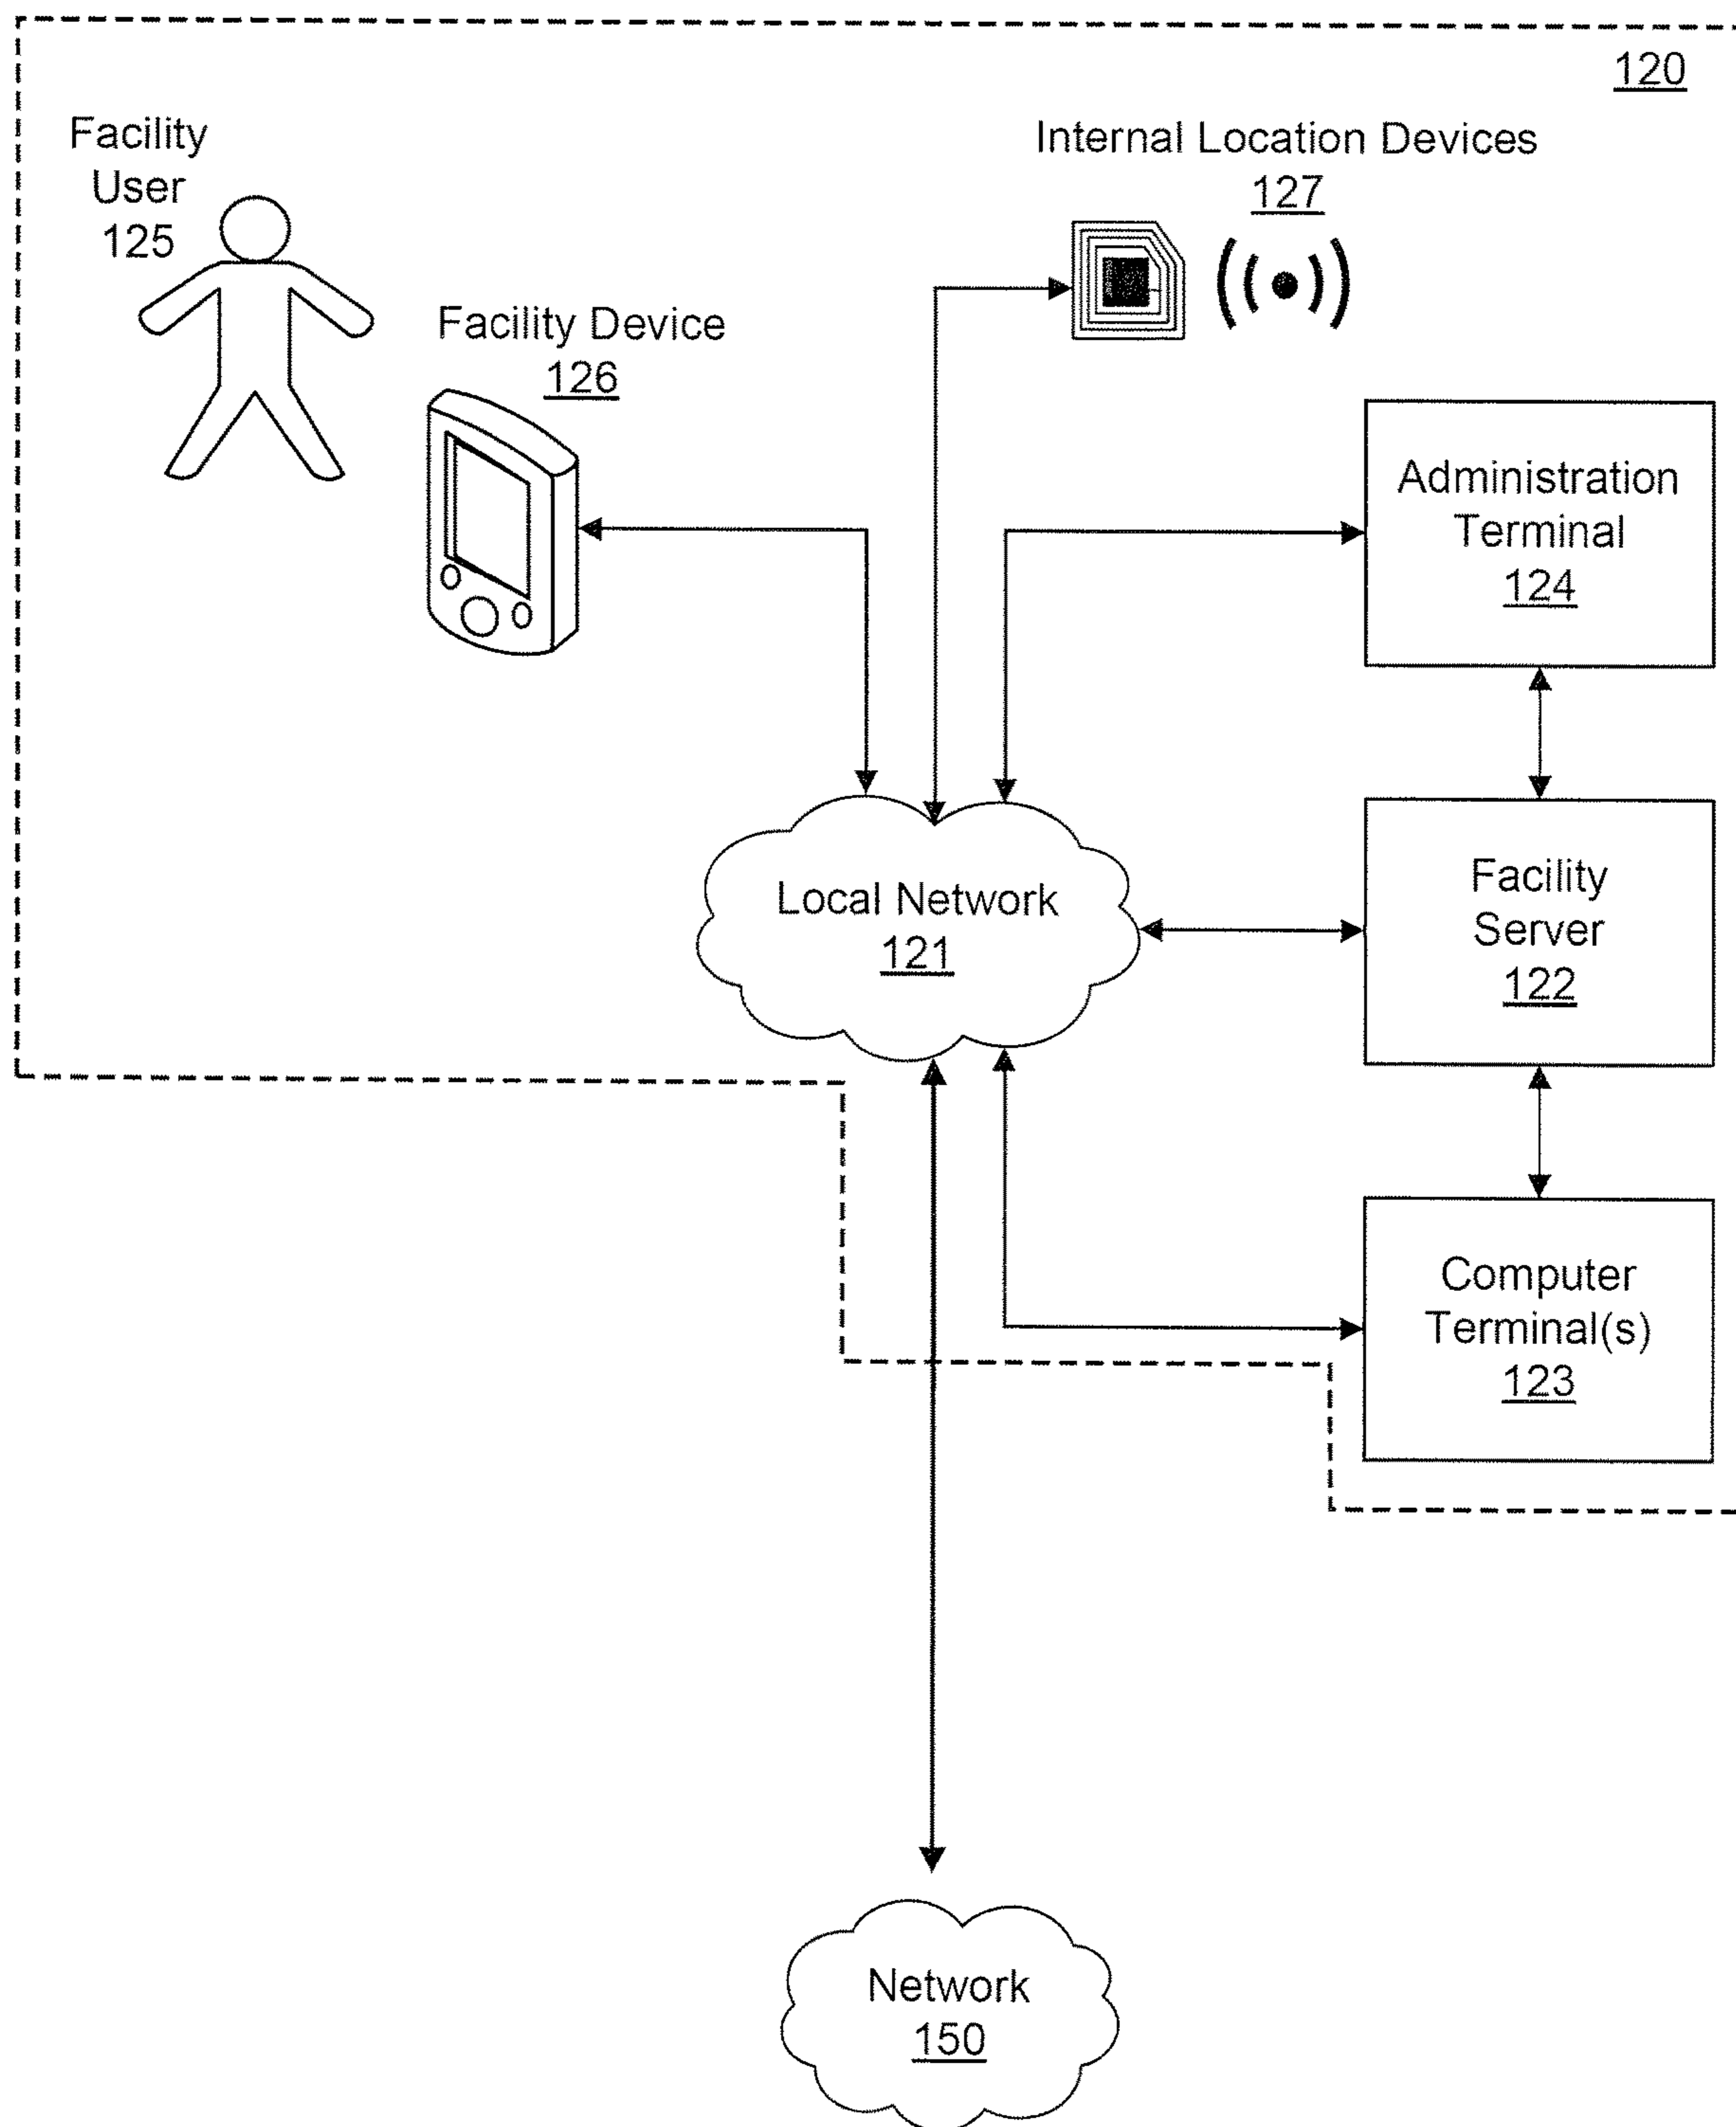 120
Facility
User
125
Internal Location Devices
127
Facility Device
126
Administration
Terminal
124
Local Network
121
Facility
Server
122
Computer
Terminal(s)
123
Network
150